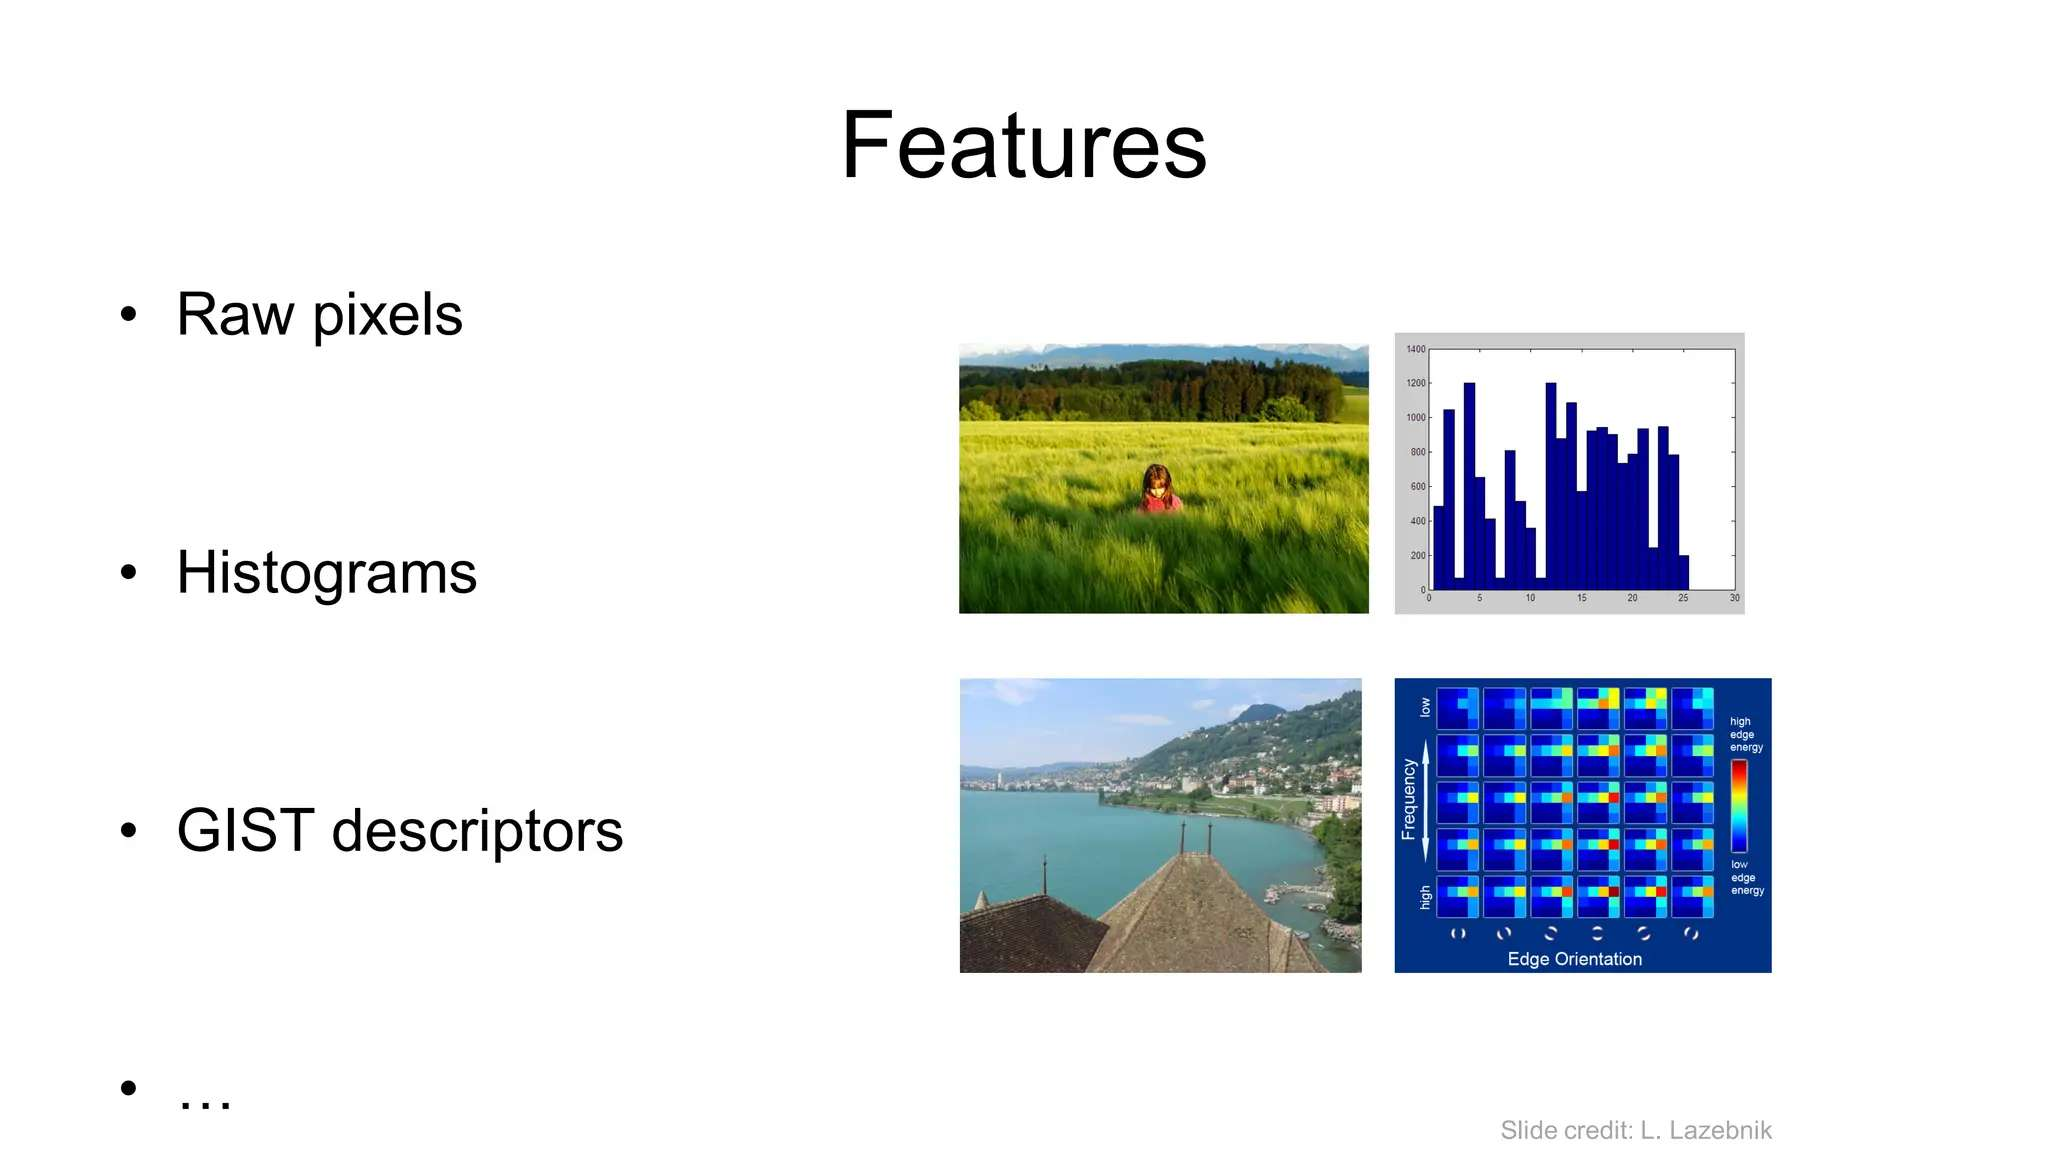 Features
• Raw pixels
• Histograms
• GIST descriptors
• …
1400
1200
1000
800
600
400
200
0
0 5 10 15 20 25 30
low
Frequency
high
high
edge
energy
low
edge
energy
Edge Orientation
Slide credit: L. Lazebnik